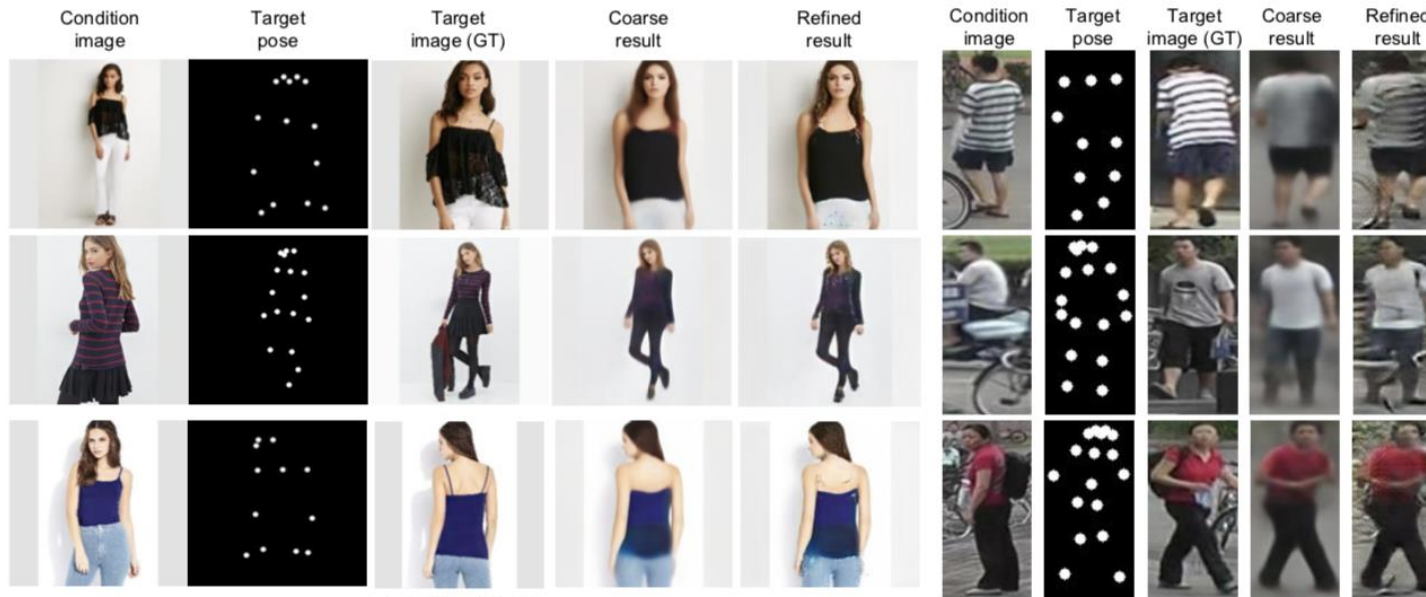 Condition
image
Target
pose
Target
image (GT)
Coarse
result
Refined
result
Condition
image
Target
pose
Target
image (GT)
Coarse
result
Refined
result